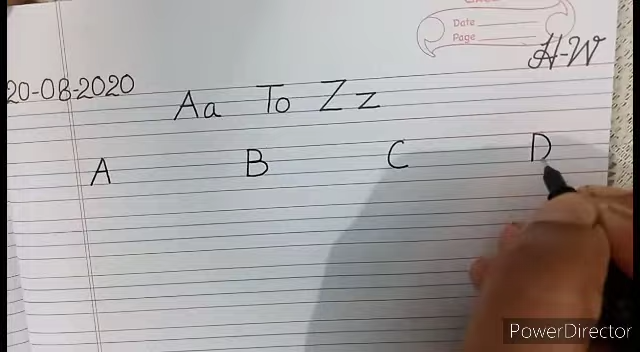 Date
Page
H-W
20-08-2020
Aa To Zz
A B C D
PowerDirector